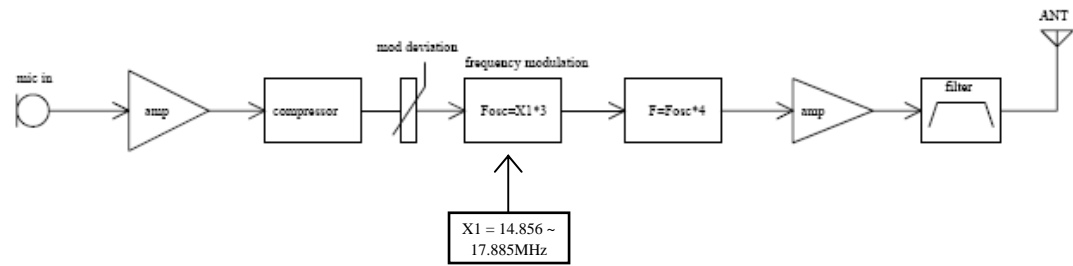 ANT
mod deviation
mic in
frequency modulation
filter
amp
compressor
Fosc=X1*3
F=Fosc*4
amp
X1 = 14.856 ~
17.885MHz